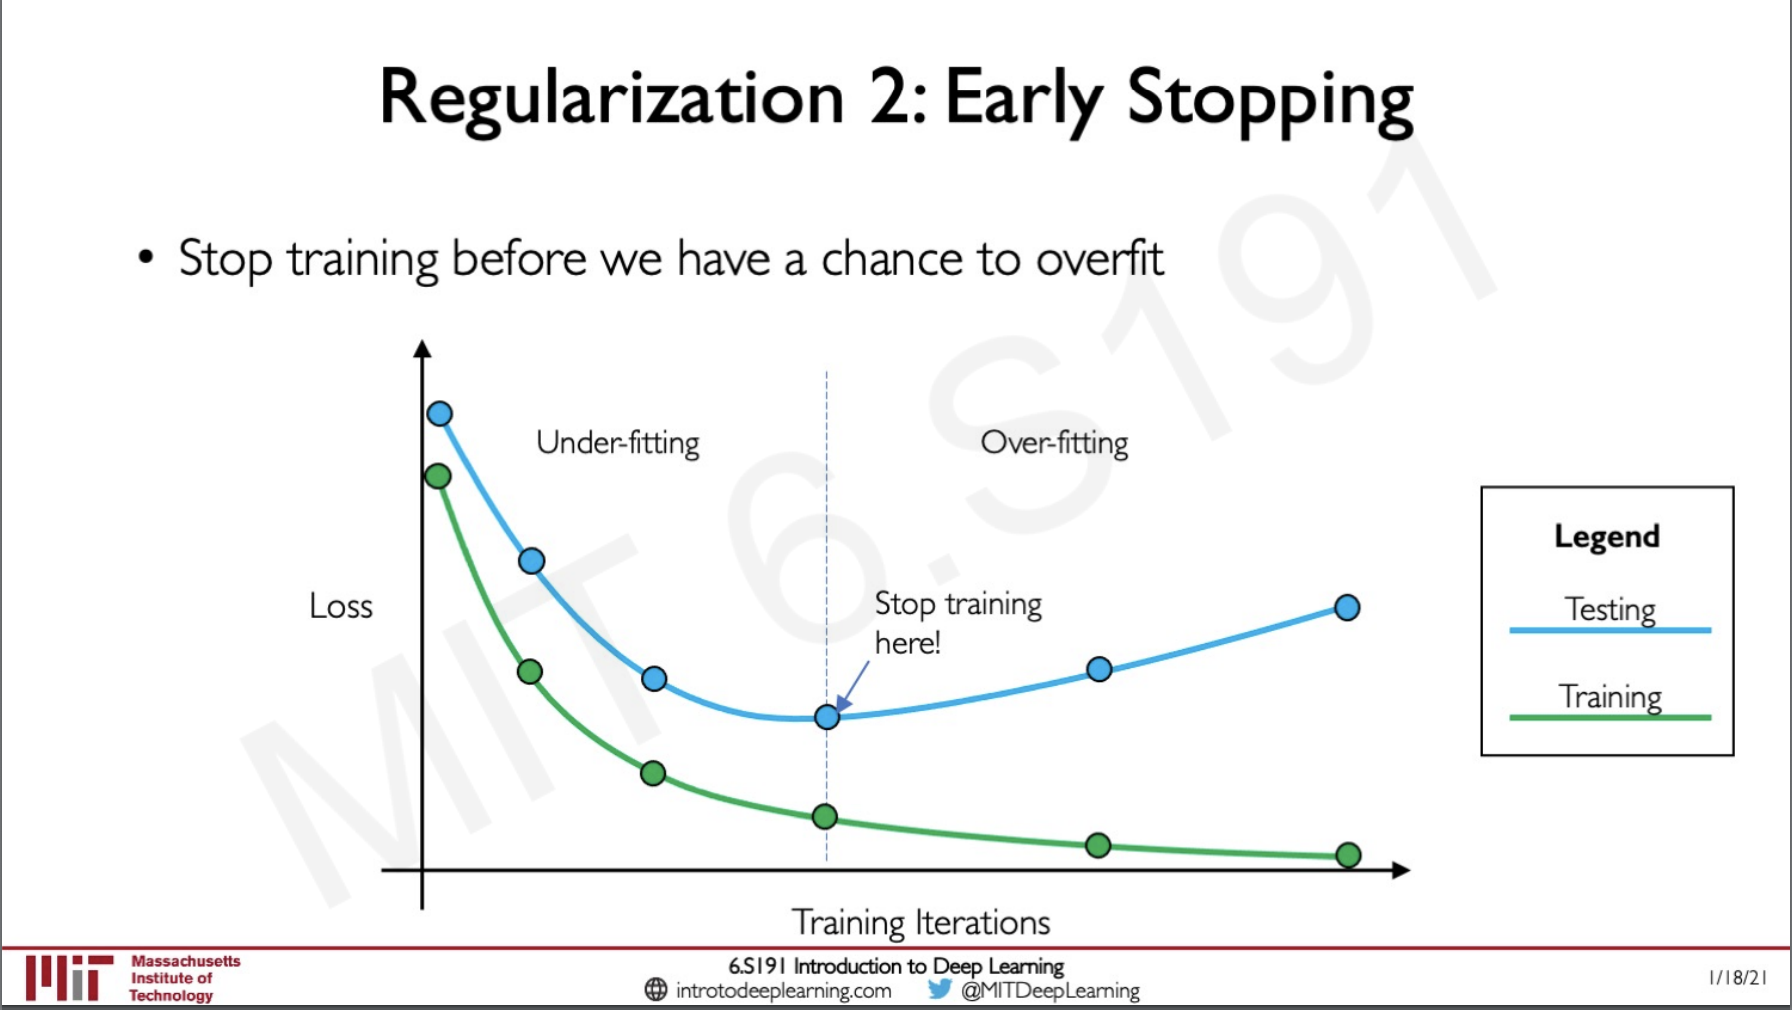 Regularization 2: Early Stopping
• Stop training before we have a chance to overfit
Under-fitting
Over-fitting
Loss
Stop training
here!
Legend
Testing
Training
Training Iterations
MIT 6.S191
Massachusetts
Institute of
Technology
6.S191 Introduction to Deep Learning
introtodeeplearning.com @MITDeepLearning
1/18/21